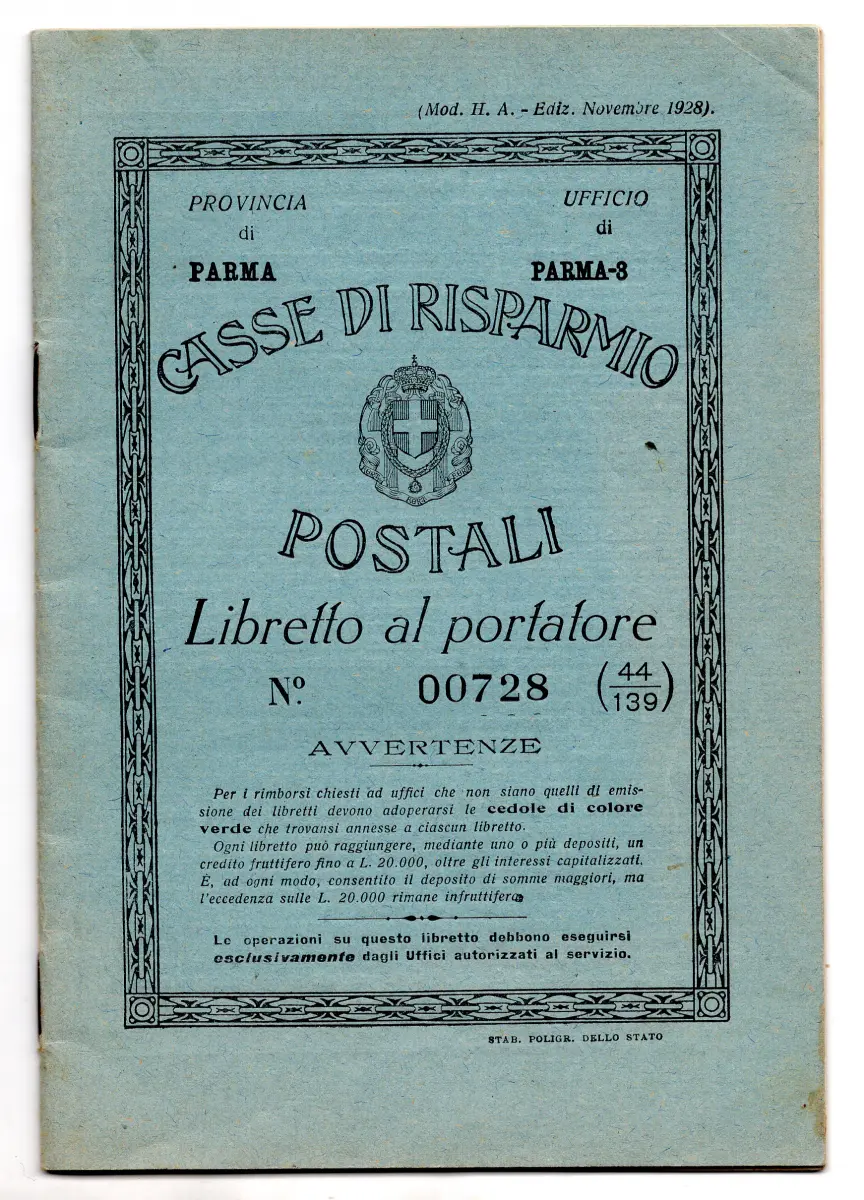 (Mod. H. A. - Ediz. Novembre 1928).
PROVINCIA
di
PARMA
UFFICIO
di
PARMA-3
CASSE DI RISPARMIO
POSTALI
Libretto al portatore
Nº. 00728 (44/139)
AVVERTENZE
Per i rimborsi chiesti ad uffici che non siano quelli di emis-
sione dei libretti devono adoperarsi le cedole di colore
verde che trovansi annesse a ciascun libretto.
Ogni libretto può raggiungere, mediante uno o più depositi, un
credito fruttifero fino a L. 20.000, oltre gli interessi capitalizzati.
È, ad ogni modo, consentito il deposito di somme maggiori, ma
l'eccedenza sulle L. 20.000 rimane infruttifera.
Le operazioni su questo libretto debbono eseguirsi
esclusivamente dagli Uffici autorizzati al servizio.
STAB. POLIGR. DELLO STATO